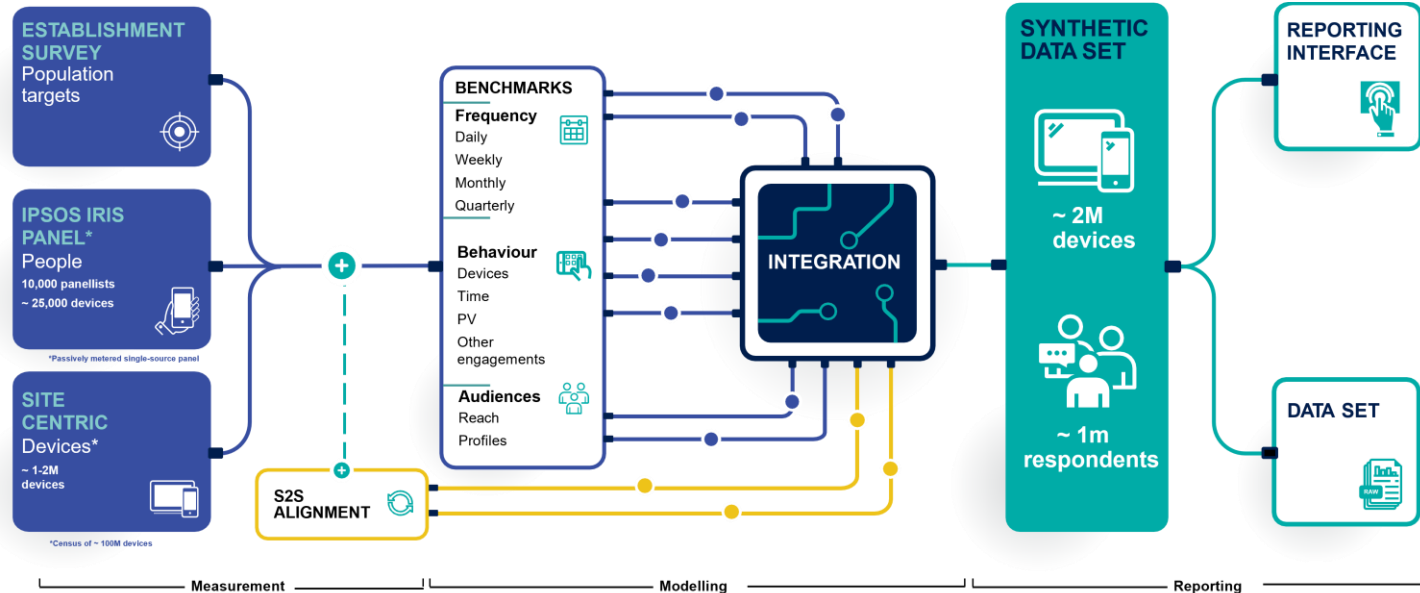 ESTABLISHMENT
SURVEY
Population
targets
IPSOS IRIS
PANEL*
People
10,000 panellists
~ 25,000 devices
*Passively metered single-source panel
SITE
CENTRIC
Devices*
~ 1-2M
devices
*Census of ~ 100M devices
S2S
ALIGNMENT
BENCHMARKS
Frequency
Daily
Weekly
Monthly
Quarterly
Behaviour
Devices
Time
PV
Other
engagements
Audiences
Reach
Profiles
INTEGRATION
SYNTHETIC
DATA SET
~ 2M
devices
~ 1m
respondents
REPORTING
INTERFACE
DATA SET
RAW
Measurement
Modelling
Reporting